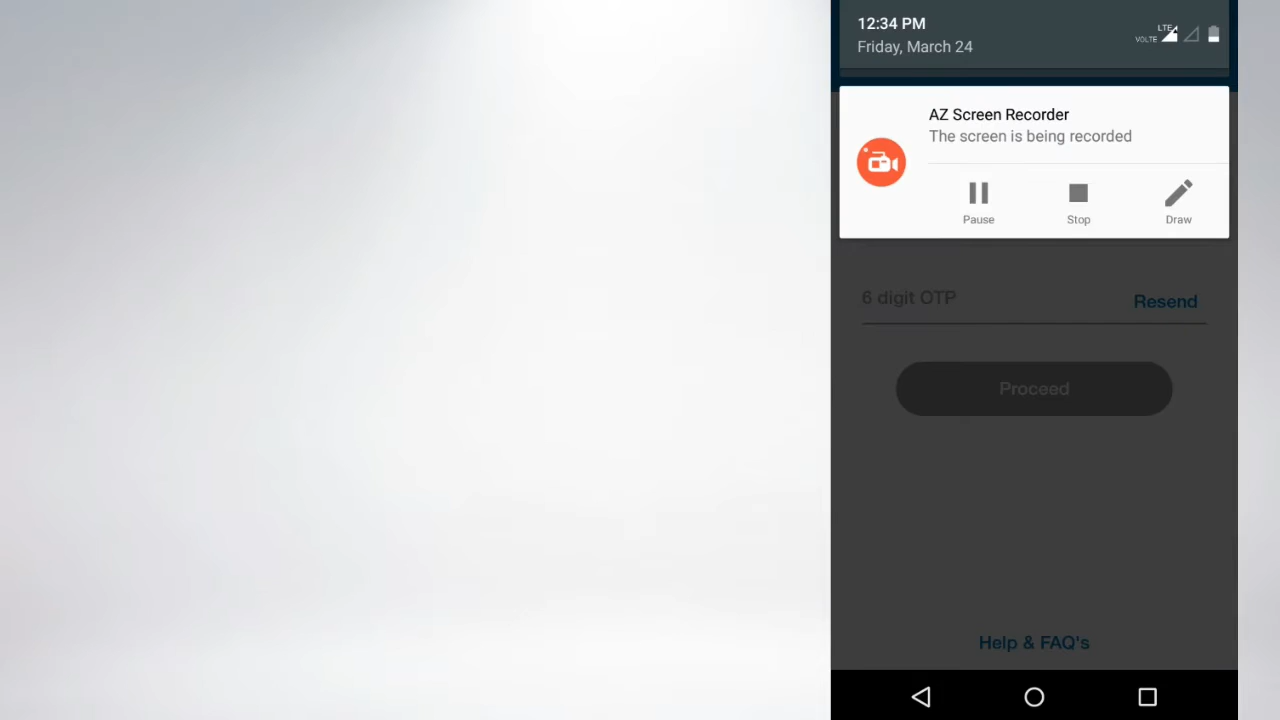 12:34 PM
Friday, March 24
LTE
VOLTE
AZ Screen Recorder
The screen is being recorded
Pause
Stop
Draw
6 digit OTP
Resend
Proceed
Help & FAQ's